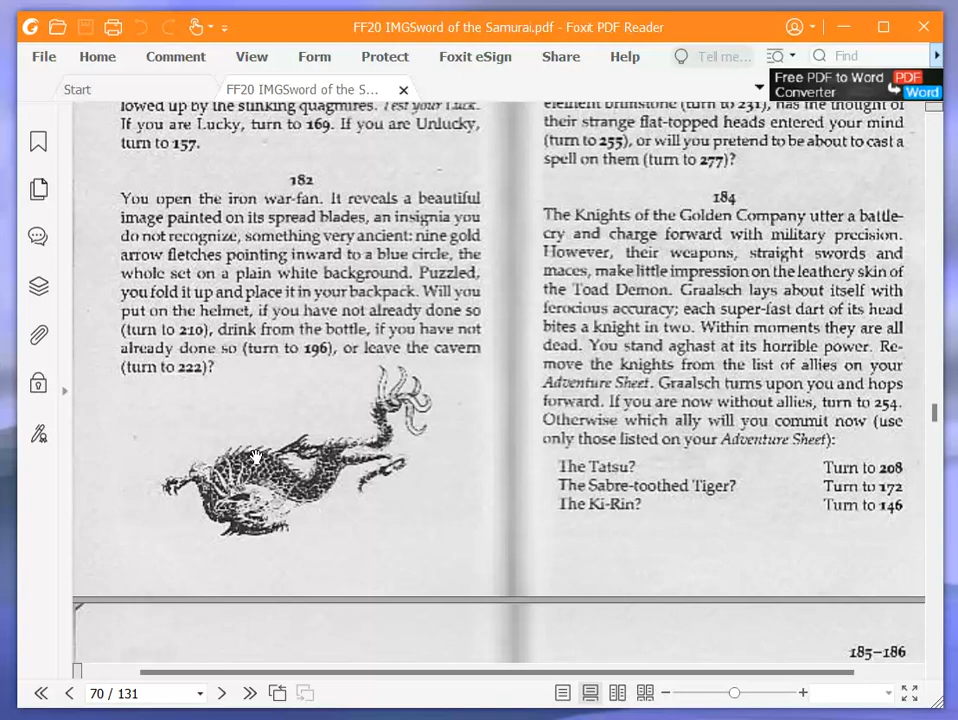 FF20 IMGSword of the Samurai.pdf - Foxit PDF Reader
File Home Comment View Form Protect Foxit eSign Share Help Tell me... Find
Start FF20 IMGSword of the S...
Free PDF to Word PDF
Converter Word
lowed up by the stinking quagmires. Test your Luck.
If you are Lucky, turn to 169. If you are Unlucky,
turn to 157.
182
You open the iron war-fan. It reveals a beautiful
image painted on its spread blades, an insignia you
do not recognize, something very ancient: nine gold
arrow fletches pointing inward to a blue circle, the
whole set on a plain white background. Puzzled,
you fold it up and place it in your backpack. Will you
put on the helmet, if you have not already done so
(turn to 210), drink from the bottle, if you have not
already done so (turn to 196), or leave the cavern
(turn to 222)?
element brimstone (turn to 231), has the thought of
their strange flat-topped heads entered your mind
(turn to 255), or will you pretend to be about to cast a
spell on them (turn to 277)?
184
The Knights of the Golden Company utter a battle-
cry and charge forward with military precision.
However, their weapons, straight swords and
maces, make little impression on the leathery skin of
the Toad Demon. Graalsch lays about itself with
ferocious accuracy; each super-fast dart of its head
bites a knight in two. Within moments they are all
dead. You stand aghast at its horrible power. Re-
move the knights from the list of allies on your
Adventure Sheet. Graalsch turns upon you and hops
forward. If you are now without allies, turn to 254.
Otherwise which ally will you commit now (use
only those listed on your Adventure Sheet):
The Tatsu? Turn to 208
The Sabre-toothed Tiger? Turn to 172
The Ki-Rin? Turn to 146
185–186
70 / 131